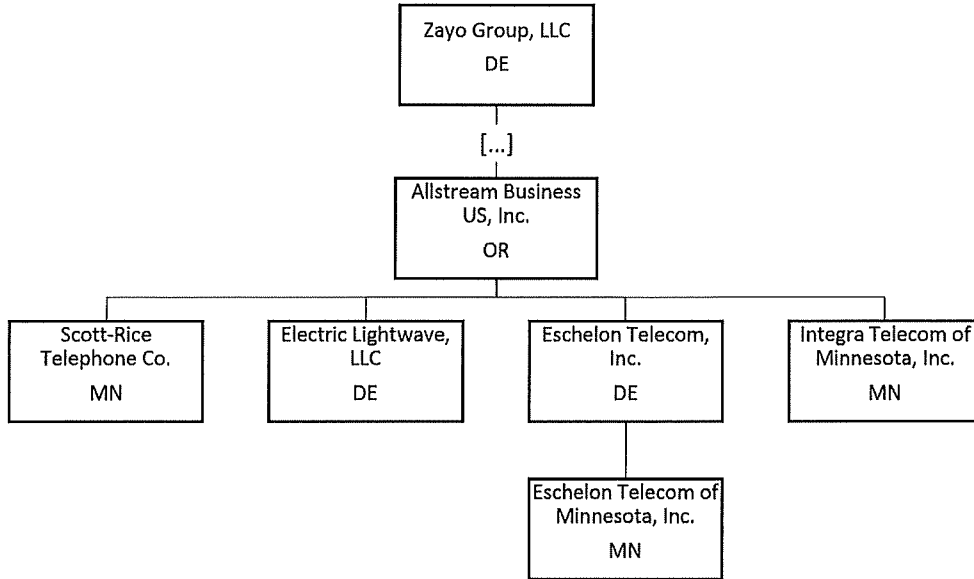 Zayo Group, LLC
DE
[...]
Allstream Business
US, Inc.
OR
Scott-Rice
Telephone Co.
MN
Electric Lightwave,
LLC
DE
Eschelon Telecom,
Inc.
DE
Integra Telecom of
Minnesota, Inc.
MN
Eschelon Telecom of
Minnesota, Inc.
MN